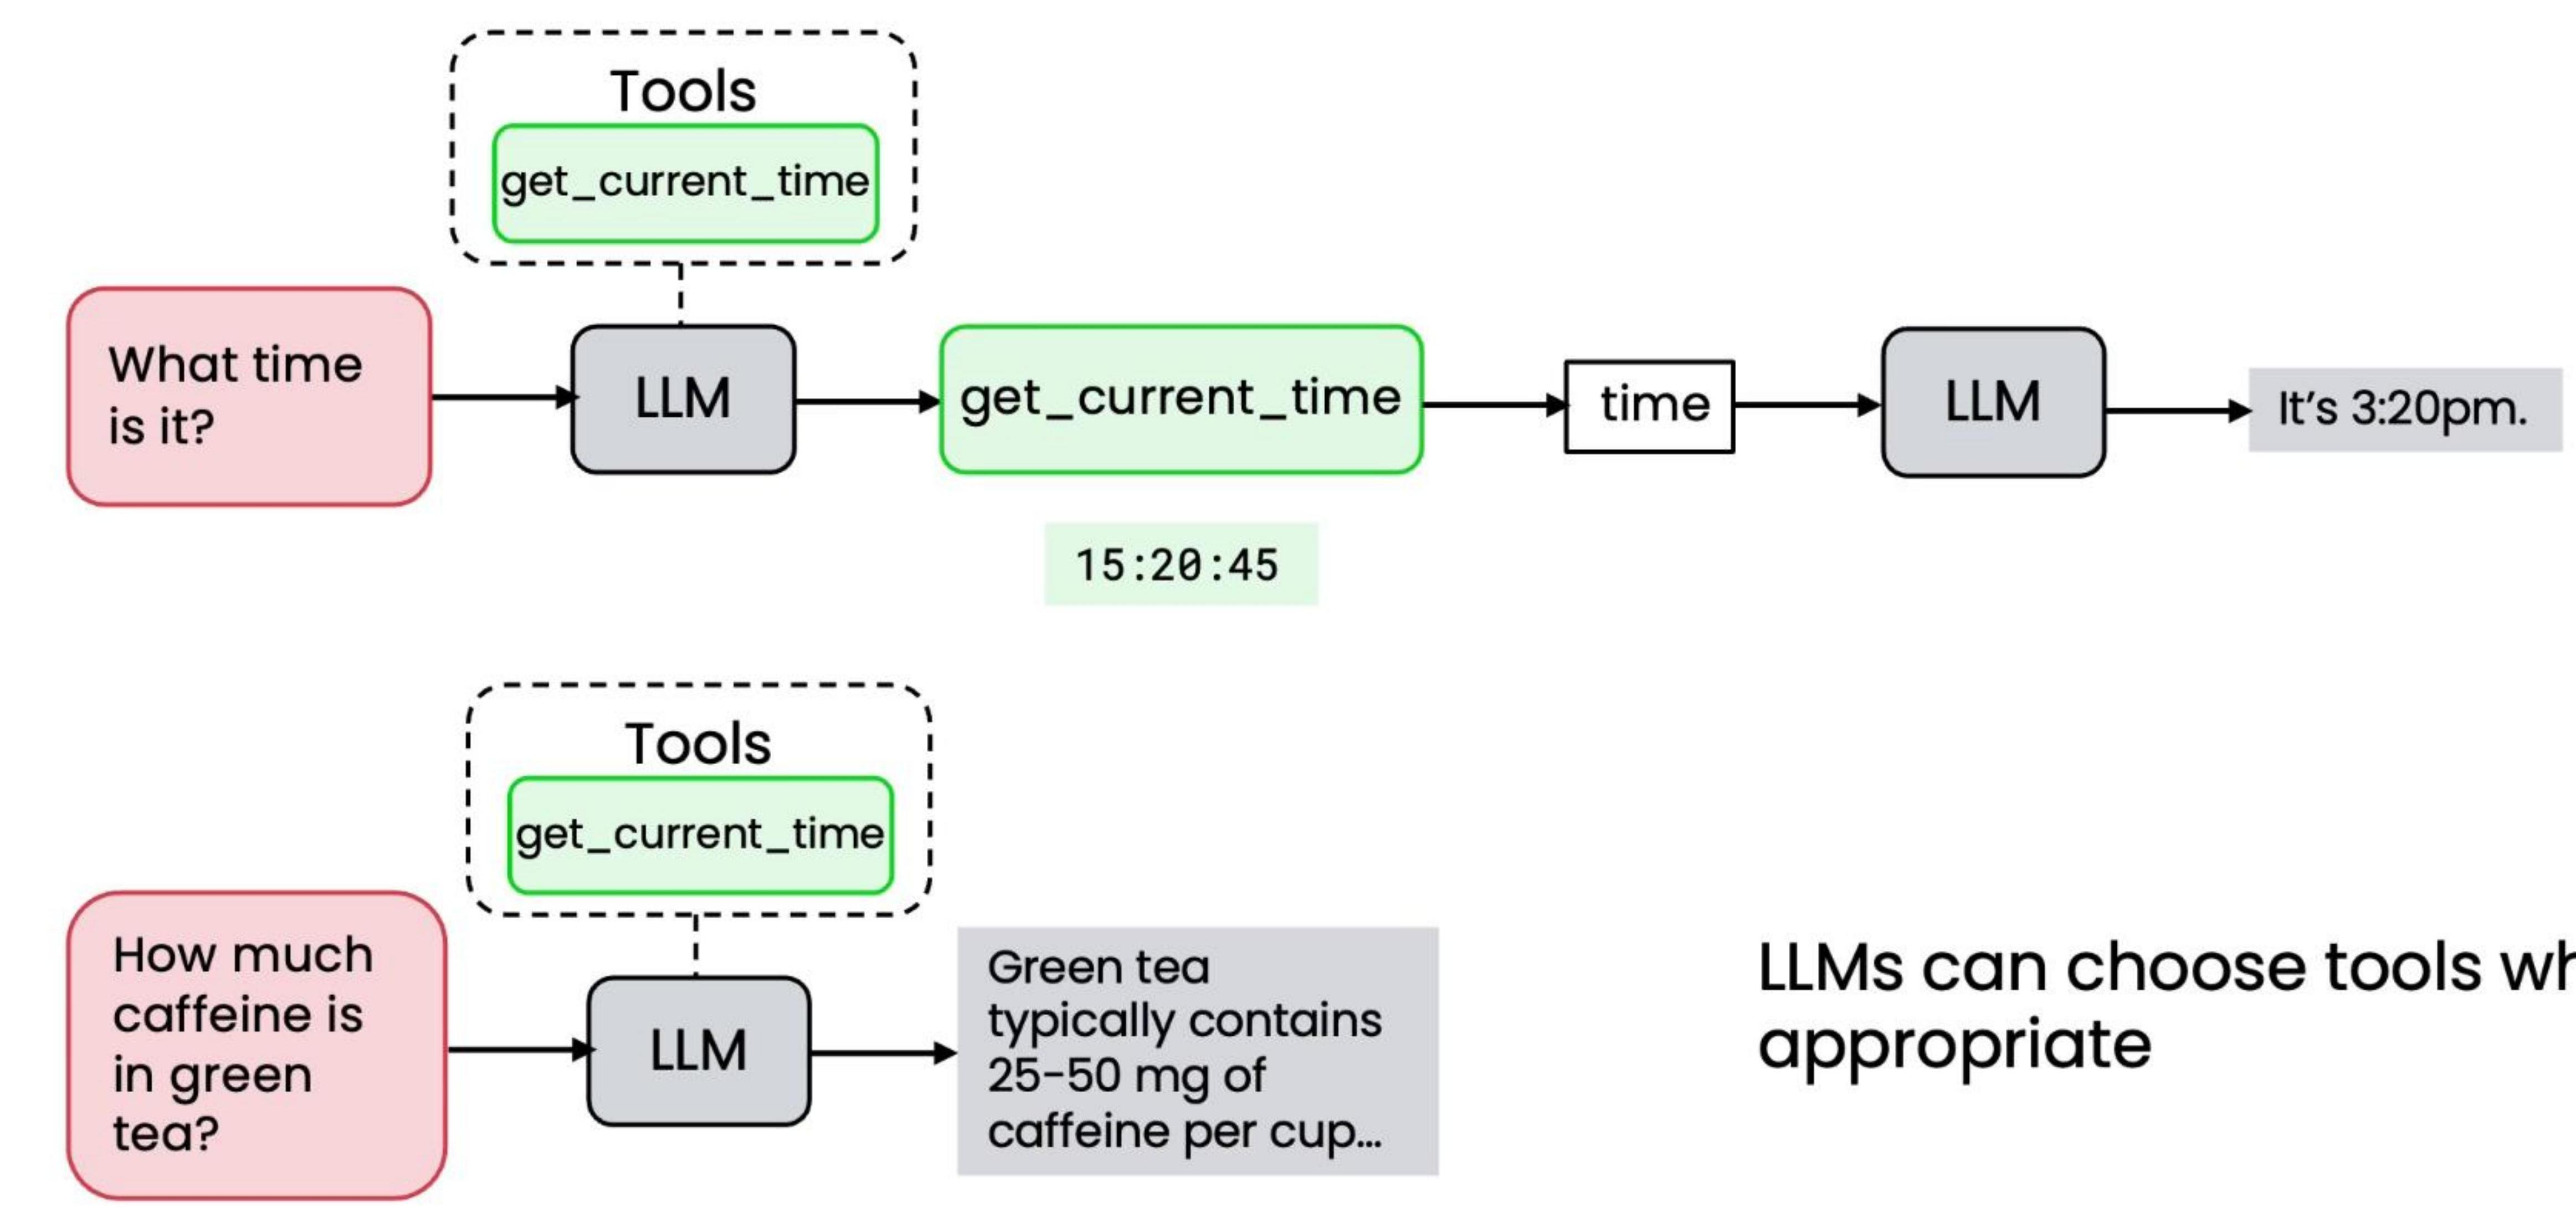 Tools
get_current_time
What time
is it?
LLM
get_current_time
time
LLM
It's 3:20pm.
15:20:45
Tools
get_current_time
How much
caffeine is
in green
tea?
LLM
Green tea
typically contains
25-50 mg of
caffeine per cup...
LLMs can choose tools
appropriate